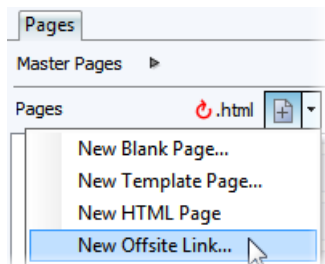 Pages
Master Pages
Pages .html
New Blank Page...
New Template Page...
New HTML Page
New Offsite Link...